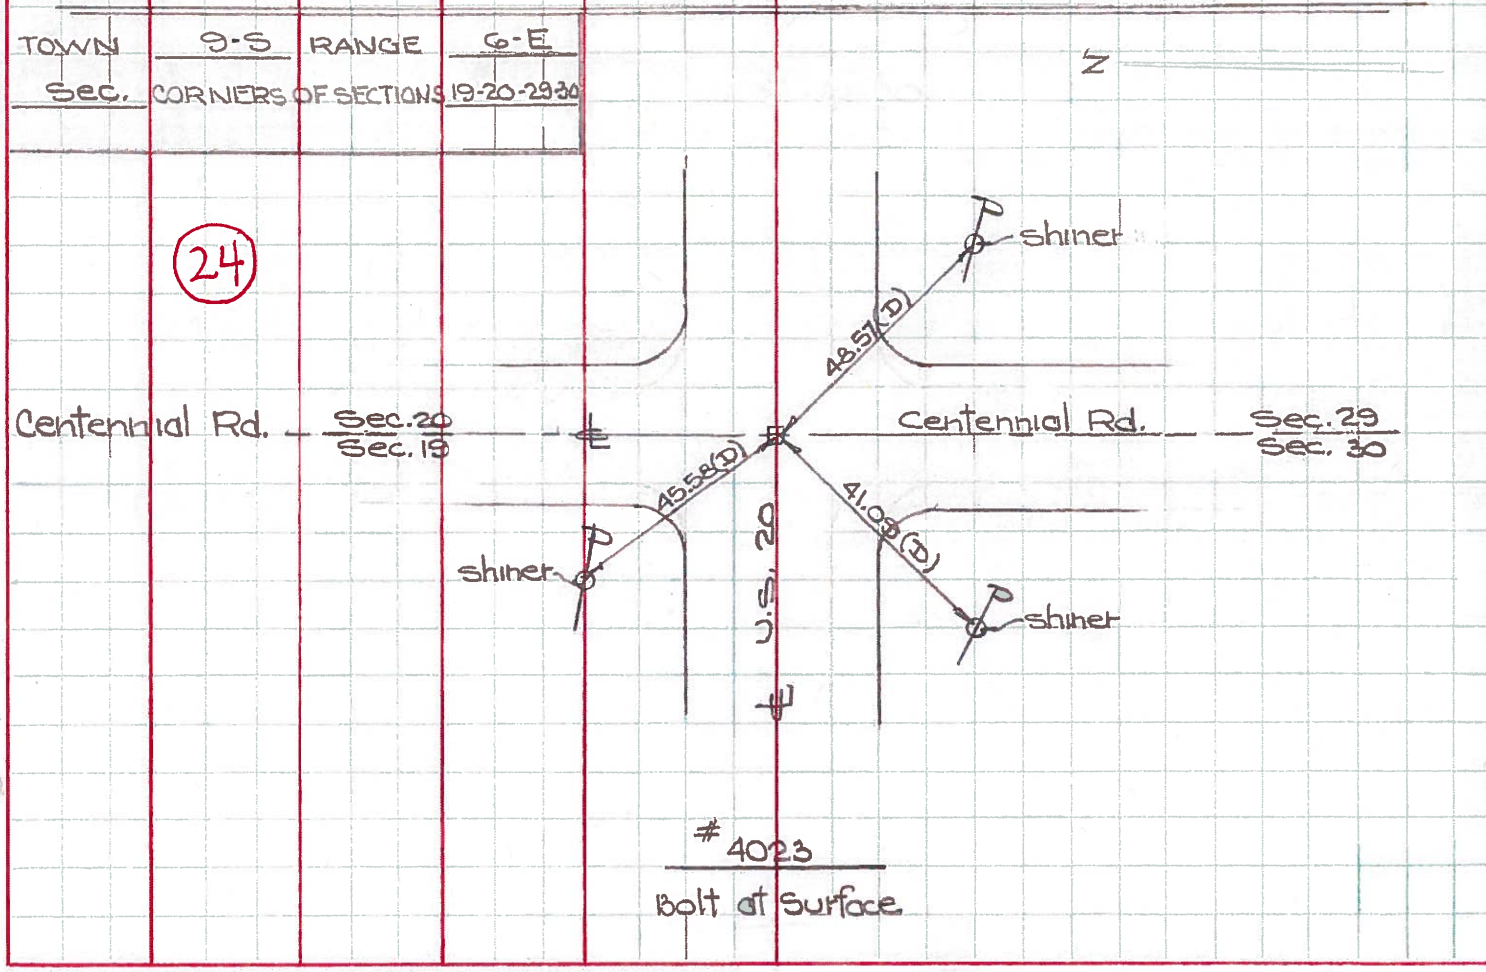 TOWN 9-S RANGE 6-E
Sec. CORNERS OF SECTIONS 19-20-29-30
N
24
shiner
48.57(D)
Centennial Rd. Sec. 20 ℄ Centennial Rd. Sec. 29
Sec. 19 Sec. 30
45.58(D)
41.09(D)
shiner
shiner
℄ U.S. 20
# 4023
Bolt at Surface